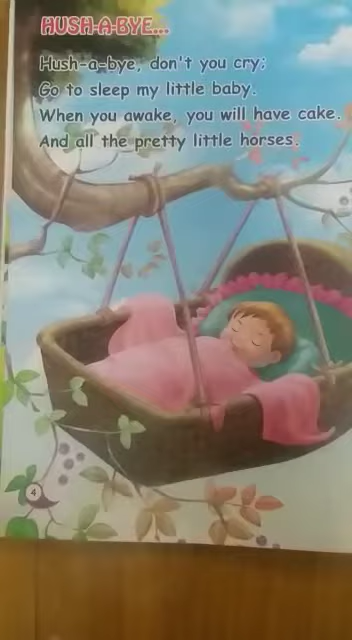 HUSH-A-BYE...
Hush-a-bye, don't you cry;
Go to sleep my little baby.
When you awake, you will have cake.
And all the pretty little horses.
4